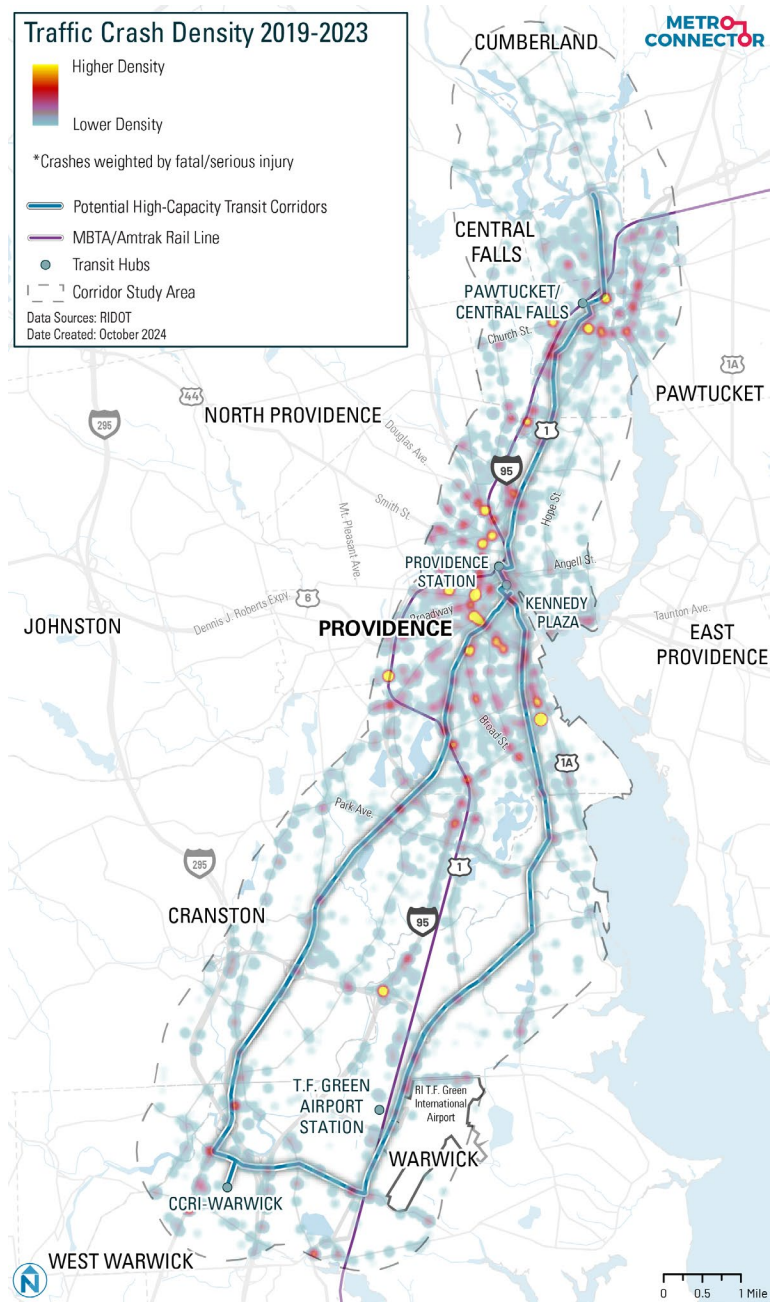 Traffic Crash Density 2019-2023
Higher Density
Lower Density
*Crashes weighted by fatal/serious injury
Potential High-Capacity Transit Corridors
MBTA/Amtrak Rail Line
Transit Hubs
Corridor Study Area
Data Sources: RIDOT
Date Created: October 2024
METRO
CONNECTOR
CUMBERLAND
CENTRAL
FALLS
PAWTUCKET/
CENTRAL FALLS
Church St.
1A
PAWTUCKET
44
295
NORTH PROVIDENCE
Douglas Ave.
1
95
Smith St.
Hope St.
Mt. Pleasant Ave.
PROVIDENCE
STATION
Angell St.
6
Dennis J. Roberts Expy
Broadway
KENNEDY
PLAZA
Taunton Ave.
JOHNSTON
PROVIDENCE
EAST
PROVIDENCE
Broad St.
1A
Park Ave.
295
1
CRANSTON
95
T.F. GREEN
AIRPORT
STATION
RI T.F. Green
International
Airport
WARWICK
CCRI-WARWICK
WEST WARWICK
N
0 0.5 1 Mile